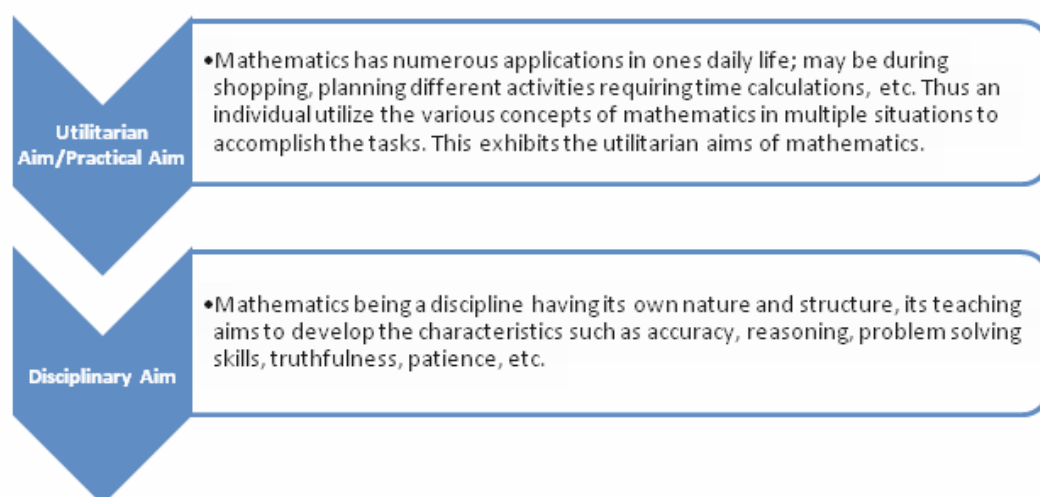 Utilitarian
Aim/Practical Aim
•Mathematics has numerous applications in ones daily life; may be during
shopping, planning different activities requiring time calculations, etc. Thus an
individual utilize the various concepts of mathematics in multiple situations to
accomplish the tasks. This exhibits the utilitarian aims of mathematics.
Disciplinary Aim
•Mathematics being a discipline having its own nature and structure, its teaching
aims to develop the characteristics such as accuracy, reasoning, problem solving
skills, truthfulness, patience, etc.